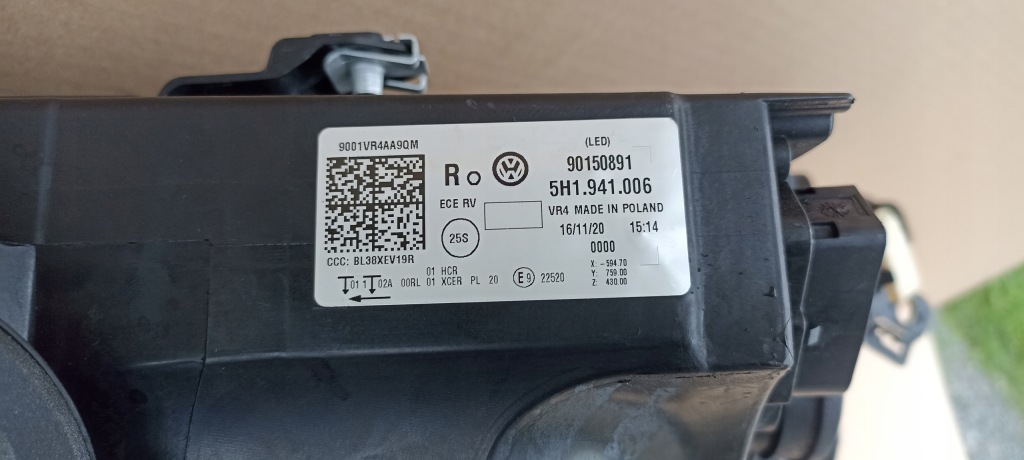 9001VR4AA9QM
CCC: BL38XEV19R
R
ECE RV
25S
(LED)
90150891
5H1.941.006
VR4 MADE IN POLAND
16/11/20 15:14
0000
X: -594.70
Y: 759.00
Z: 430.00
01 HCR
01 1 02A 00RL 01 XCER PL 20 E9 22520